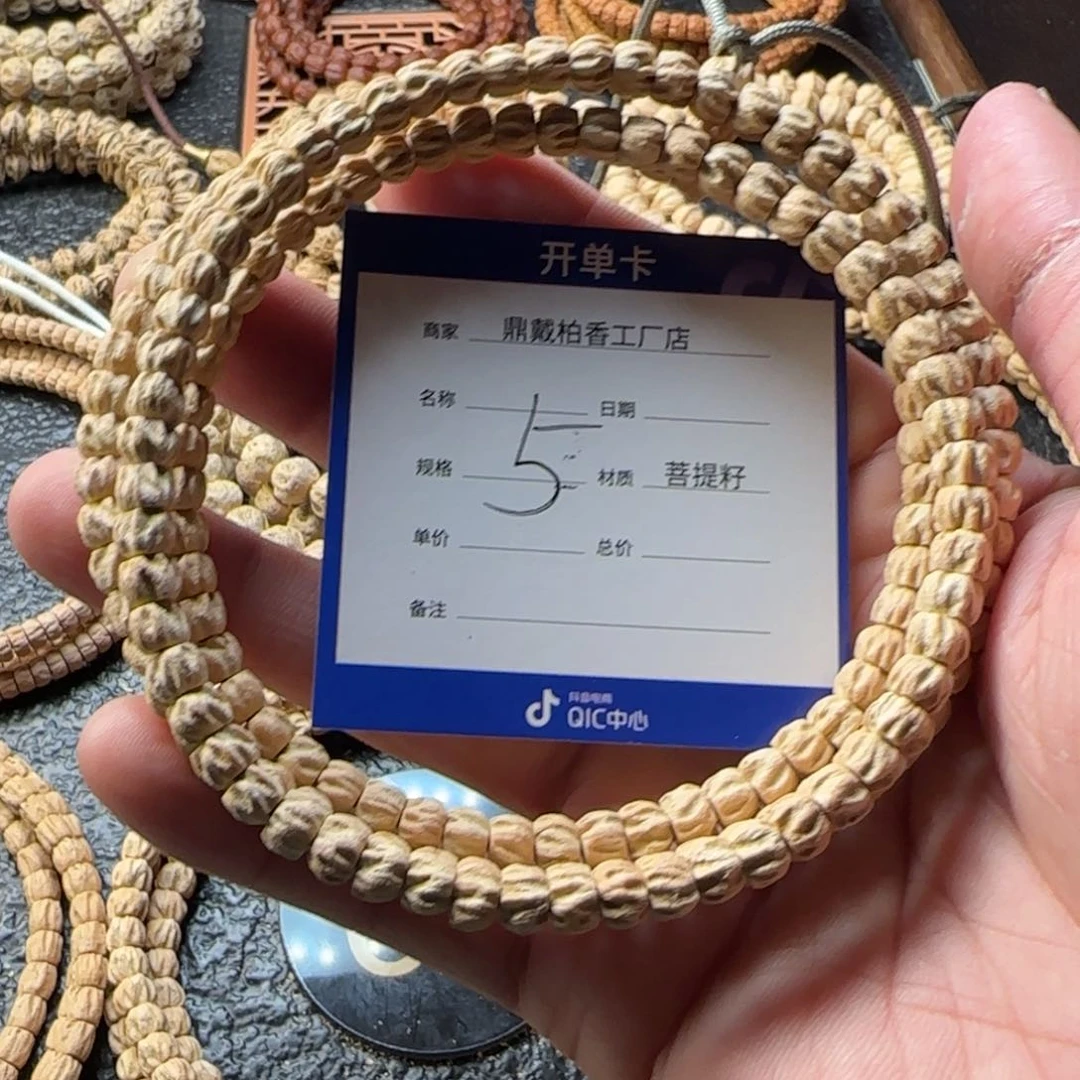 开单卡
商家 鼎戴柏香工厂店
名称 日期
5
规格 材质 菩提籽
单价 总价
备注
抖音电商
QIC中心